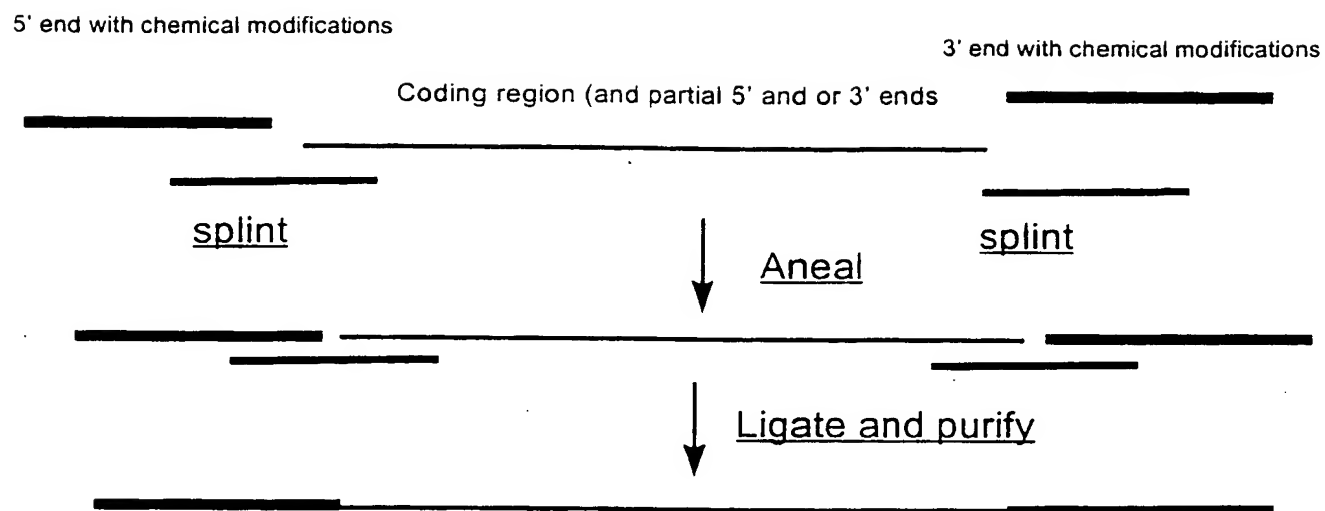 5' end with chemical modifications
3' end with chemical modifications
Coding region (and partial 5' and or 3' ends
splint
splint
Aneal
Ligate and purify